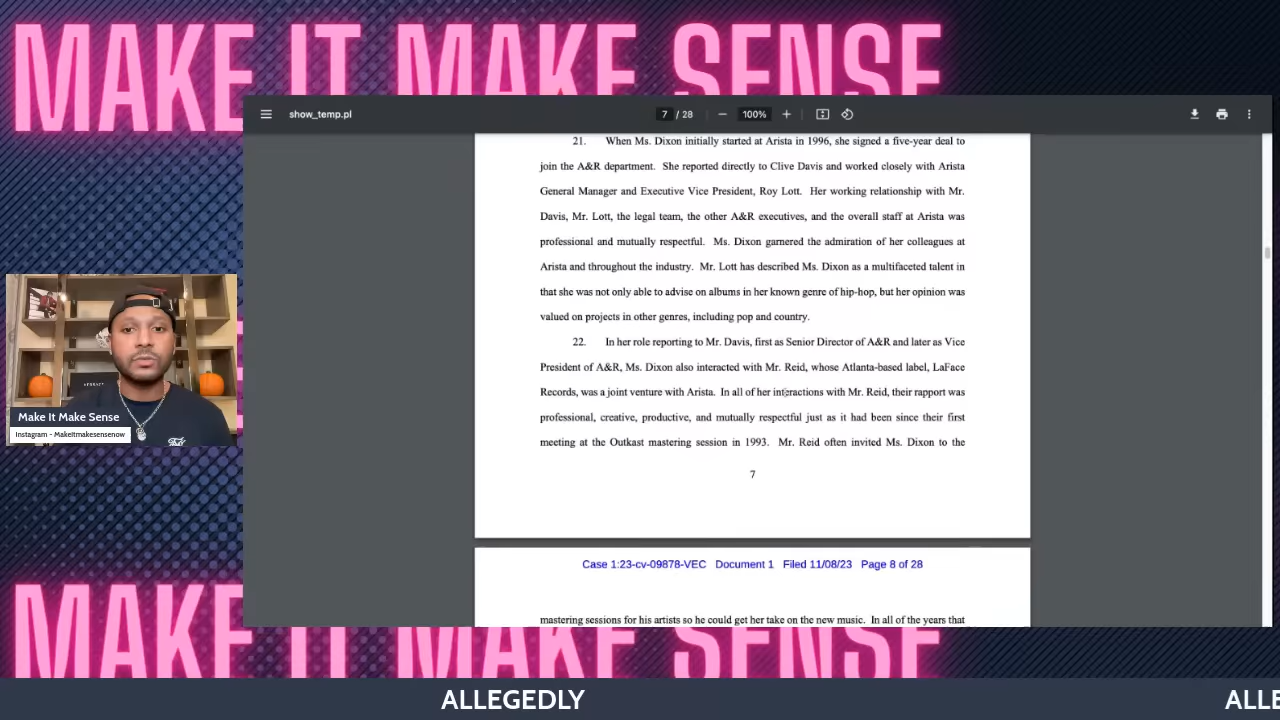 MAKE IT MAKE SENSE
show_temp.pl
7 / 28
100%
21. When Ms. Dixon initially started at Arista in 1996, she signed a five-year deal to
join the A&R department. She reported directly to Clive Davis and worked closely with Arista
General Manager and Executive Vice President, Roy Lott. Her working relationship with Mr.
Davis, Mr. Lott, the legal team, the other A&R executives, and the overall staff at Arista was
professional and mutually respectful. Ms. Dixon garnered the admiration of her colleagues at
Arista and throughout the industry. Mr. Lott has described Ms. Dixon as a multifaceted talent in
that she was not only able to advise on albums in her known genre of hip-hop, but her opinion was
valued on projects in other genres, including pop and country.
22. In her role reporting to Mr. Davis, first as Senior Director of A&R and later as Vice
President of A&R, Ms. Dixon also interacted with Mr. Reid, whose Atlanta-based label, LaFace
Records, was a joint venture with Arista. In all of her interactions with Mr. Reid, their rapport was
professional, creative, productive, and mutually respectful just as it had been since their first
meeting at the Outkast mastering session in 1993. Mr. Reid often invited Ms. Dixon to the
7
Case 1:23-cv-09878-VEC Document 1 Filed 11/08/23 Page 8 of 28
mastering sessions for his artists so he could get her take on the new music. In all of the years that
Make It Make Sense
Instagram - Makeitmakesensenow
MAKE IT MAKE SENSE
ALLEGEDLY
ALLE